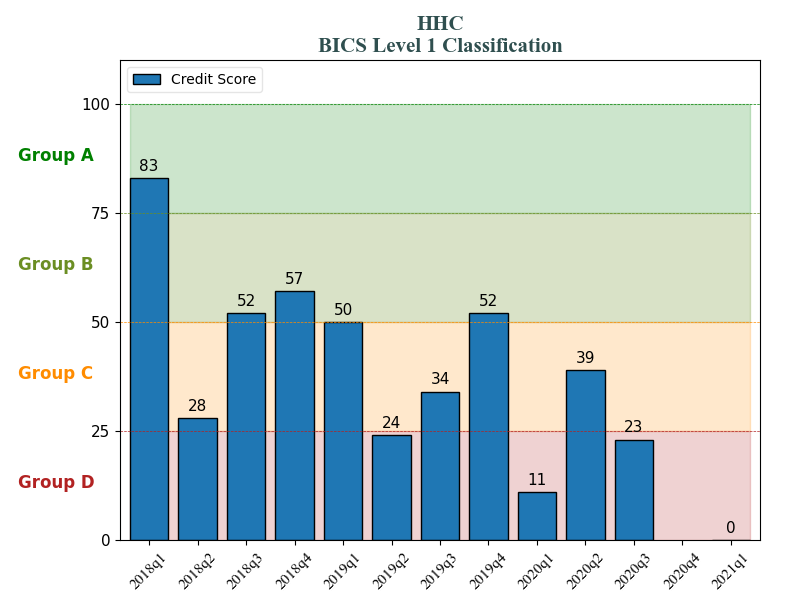 HHC
BICS Level 1 Classification
Credit Score
100
75
50
25
0
Group A
Group B
Group C
Group D
83
28
52
57
50
24
34
52
11
39
23
0
2018q1
2018q2
2018q3
2018q4
2019q1
2019q2
2019q3
2019q4
2020q1
2020q2
2020q3
2020q4
2021q1